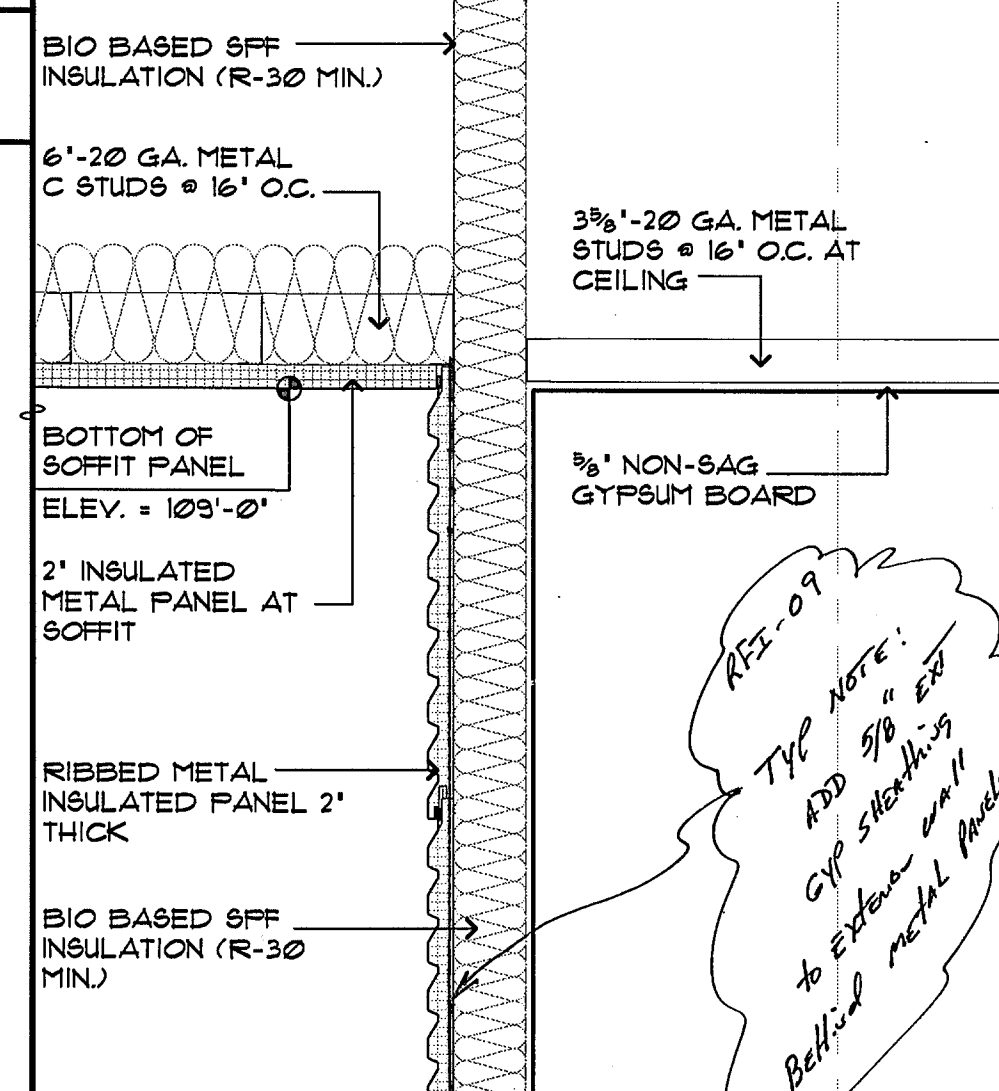 BIO BASED SPF
INSULATION (R-30 MIN.)
6"-20 GA. METAL
C STUDS @ 16" O.C.
3⅝"-20 GA. METAL
STUDS @ 16" O.C. AT
CEILING
BOTTOM OF
SOFFIT PANEL
ELEV. = 109'-0"
⅝" NON-SAG
GYPSUM BOARD
2" INSULATED
METAL PANEL AT
SOFFIT
RIBBED METAL
INSULATED PANEL 2"
THICK
BIO BASED SPF
INSULATION (R-30
MIN.)
RFI-09
TYP NOTE:
ADD 5/8" EXT
GYP SHEAthing
to EXTERIOR wall
BEHind METAL PANEL